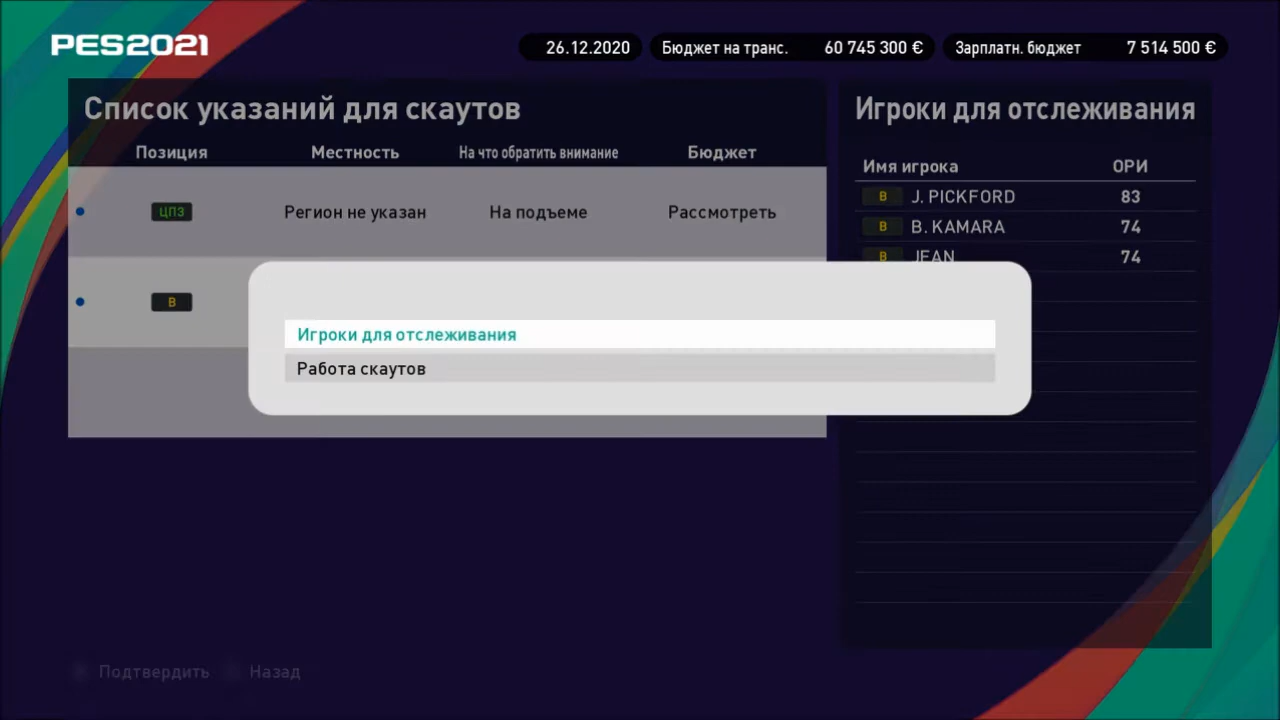 PES2021
26.12.2020 Бюджет на транс. 60 745 300 € Зарплатн. бюджет 7 514 500 €
Список указаний для скаутов
Позиция Местность На что обратить внимание Бюджет
ЦПЗ Регион не указан На подъеме Рассмотреть
В
Игроки для отслеживания
Имя игрока ОРИ
В J. PICKFORD 83
В B. KAMARA 74
В JEAN 74
Игроки для отслеживания
Работа скаутов
Подтвердить Назад